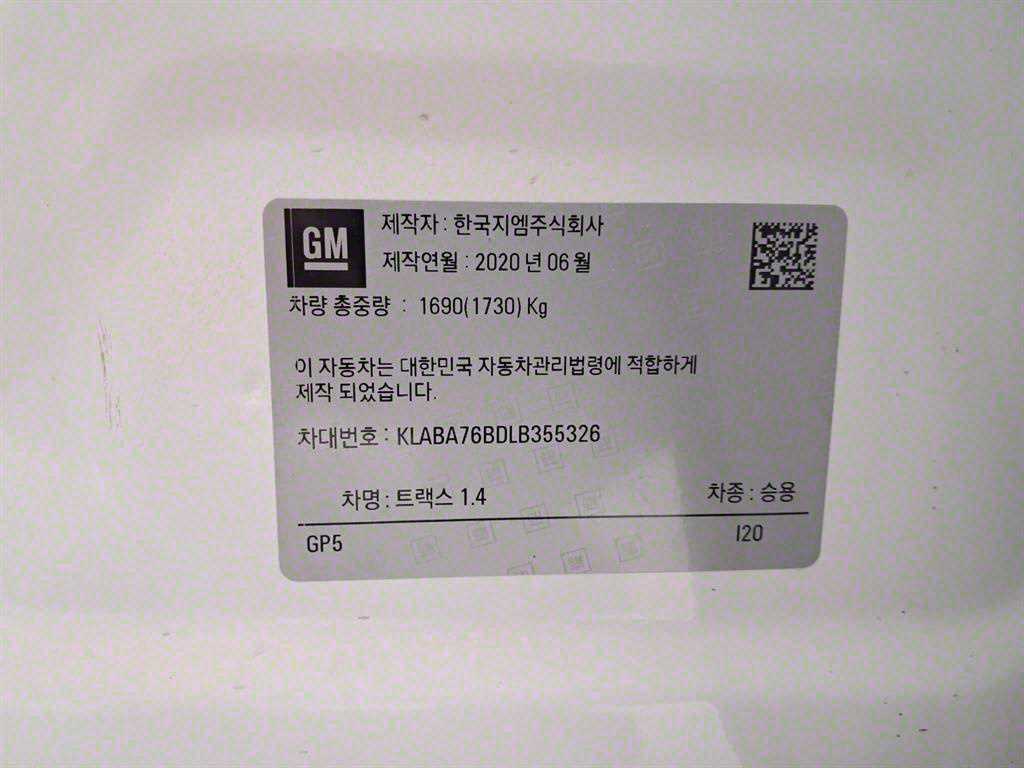 GM
제작자 : 한국지엠주식회사
제작연월 : 2020 년 06 월
차량 총중량 : 1690(1730) Kg
이 자동차는 대한민국 자동차관리법령에 적합하게
제작 되었습니다.
차대번호 : KLABA76BDLB355326
차명 : 트랙스 1.4 차종 : 승용
GP5 I20